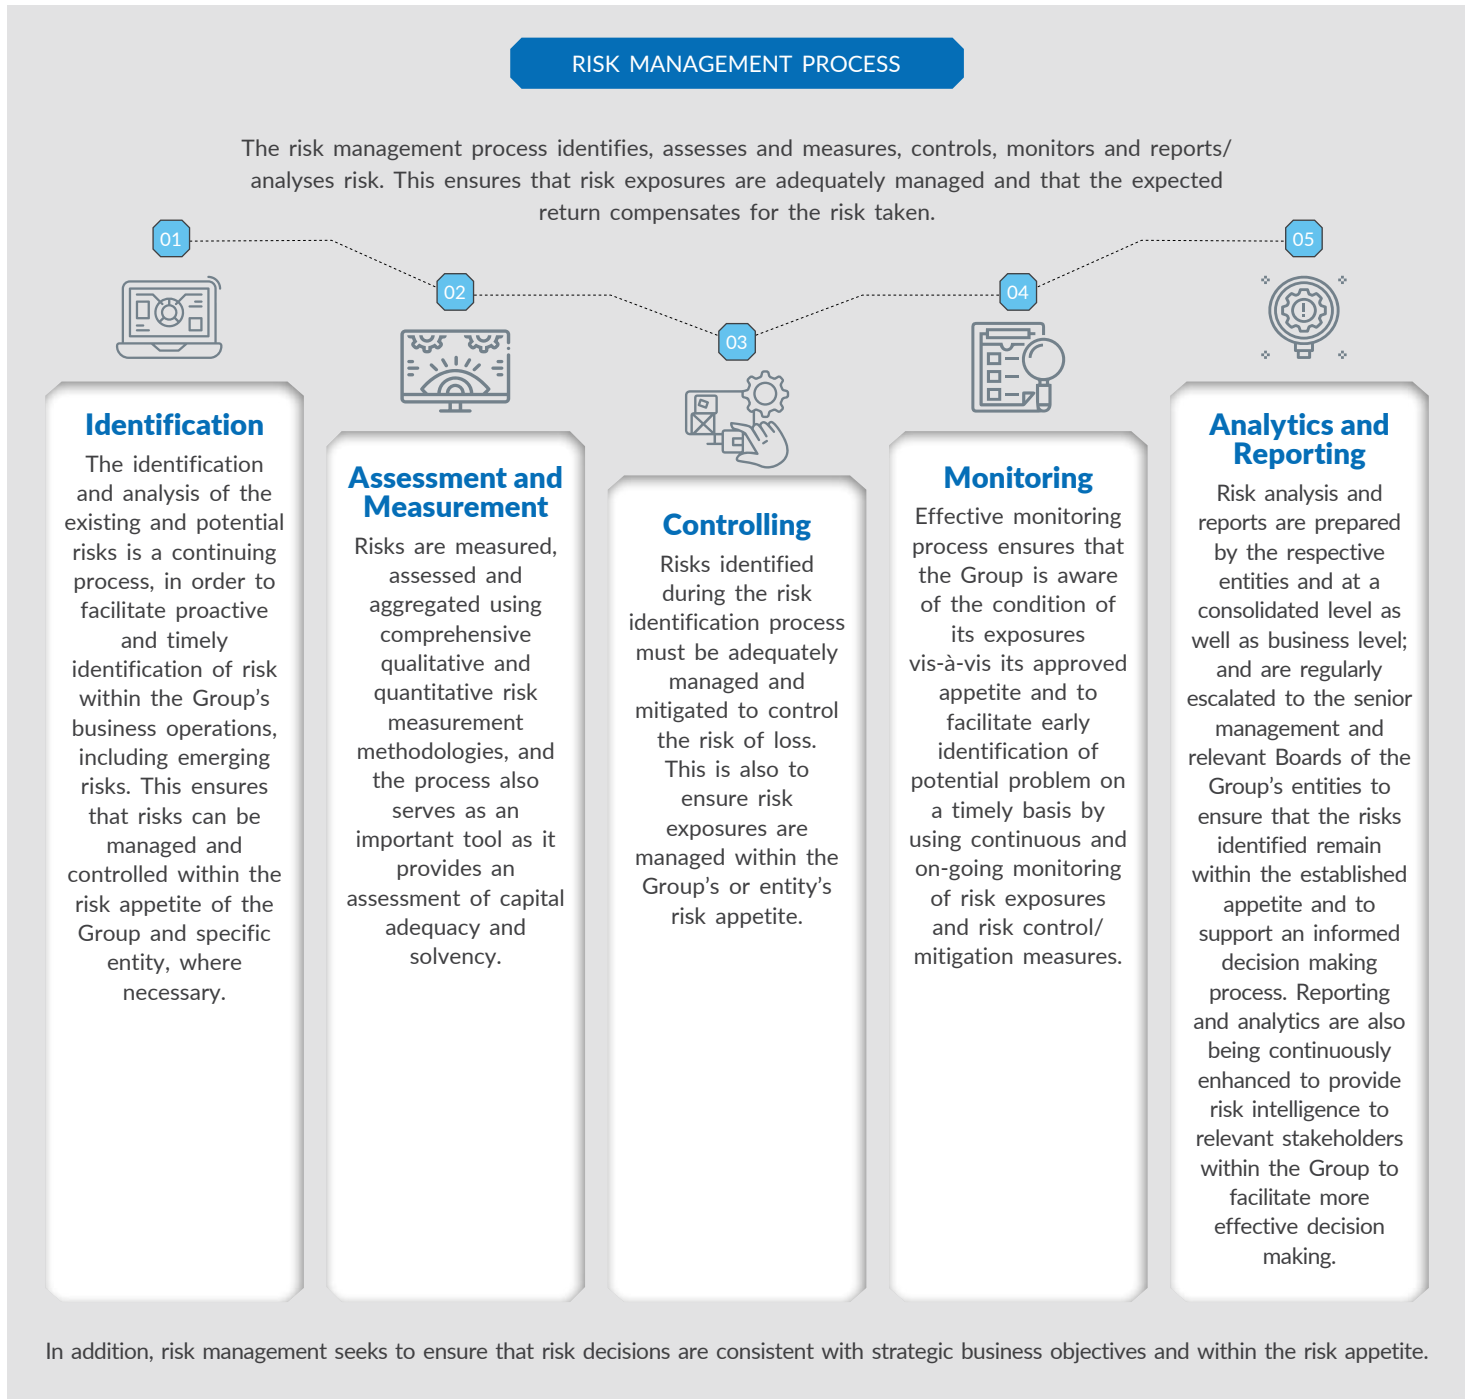 RISK MANAGEMENT PROCESS
The risk management process identifies, assesses and measures, controls, monitors and reports/
analyses risk. This ensures that risk exposures are adequately managed and that the expected
return compensates for the risk taken.
01
Identification
The identification
and analysis of the
existing and potential
risks is a continuing
process, in order to
facilitate proactive
and timely
identification of risk
within the Group’s
business operations,
including emerging
risks. This ensures
that risks can be
managed and
controlled within the
risk appetite of the
Group and specific
entity, where
necessary.
02
Assessment and
Measurement
Risks are measured,
assessed and
aggregated using
comprehensive
qualitative and
quantitative risk
measurement
methodologies, and
the process also
serves as an
important tool as it
provides an
assessment of capital
adequacy and
solvency.
03
Controlling
Risks identified
during the risk
identification process
must be adequately
managed and
mitigated to control
the risk of loss.
This is also to
ensure risk
exposures are
managed within the
Group’s or entity’s
risk appetite.
04
Monitoring
Effective monitoring
process ensures that
the Group is aware
of the condition of
its exposures
vis-à-vis its approved
appetite and to
facilitate early
identification of
potential problem on
a timely basis by
using continuous and
on-going monitoring
of risk exposures
and risk control/
mitigation measures.
05
Analytics and
Reporting
Risk analysis and
reports are prepared
by the respective
entities and at a
consolidated level as
well as business level;
and are regularly
escalated to the senior
management and
relevant Boards of the
Group’s entities to
ensure that the risks
identified remain
within the established
appetite and to
support an informed
decision making
process. Reporting
and analytics are also
being continuously
enhanced to provide
risk intelligence to
relevant stakeholders
within the Group to
facilitate more
effective decision
making.
In addition, risk management seeks to ensure that risk decisions are consistent with strategic business objectives and within the risk appetite.